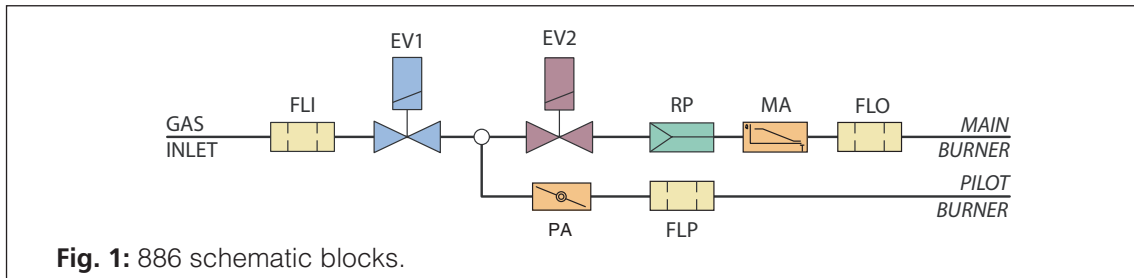 EV1 EV2
FLI RP MA FLO
GAS
INLET
MAIN
BURNER
PILOT
BURNER
PA FLP
Fig. 1: 886 schematic blocks.